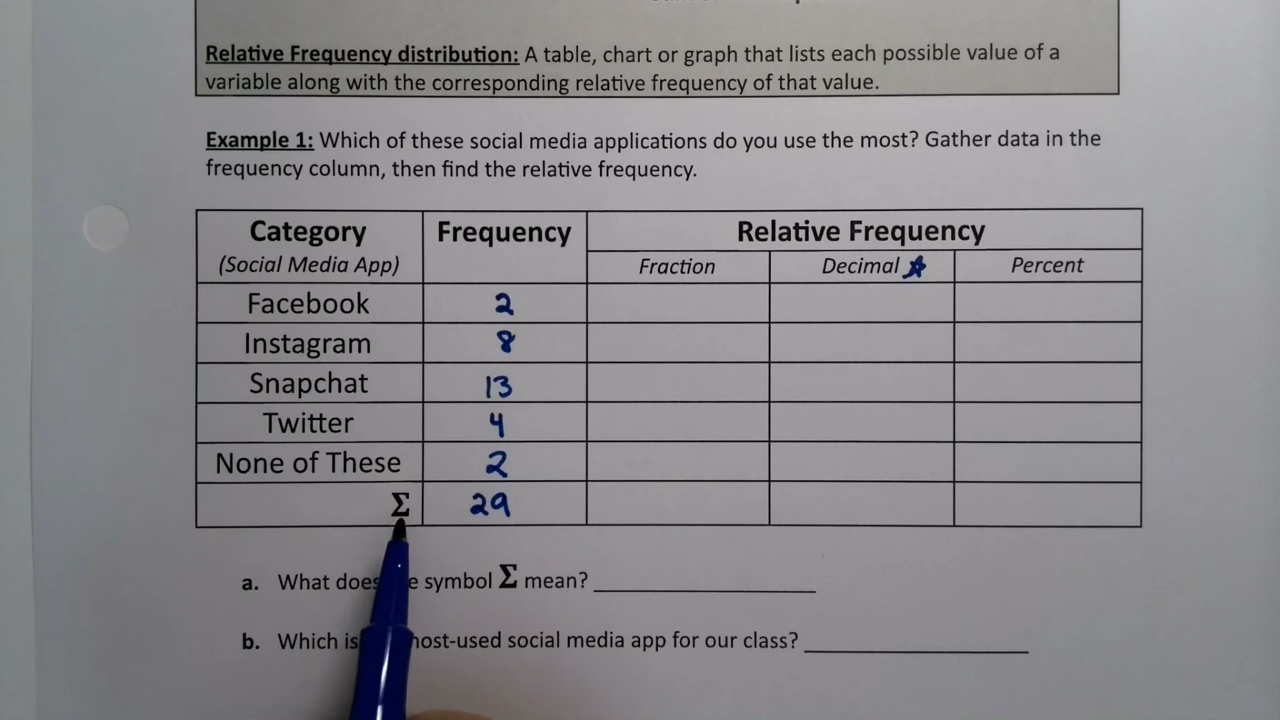 Relative Frequency distribution: A table, chart or graph that lists each possible value of a
variable along with the corresponding relative frequency of that value.
Example 1: Which of these social media applications do you use the most? Gather data in the
frequency column, then find the relative frequency.
Category Frequency Relative Frequency
(Social Media App) Fraction Decimal Percent
Facebook 2
Instagram 8
Snapchat 13
Twitter 4
None of These 2
Σ 29
a. What does symbol Σ mean?
b. Which is most-used social media app for our class?